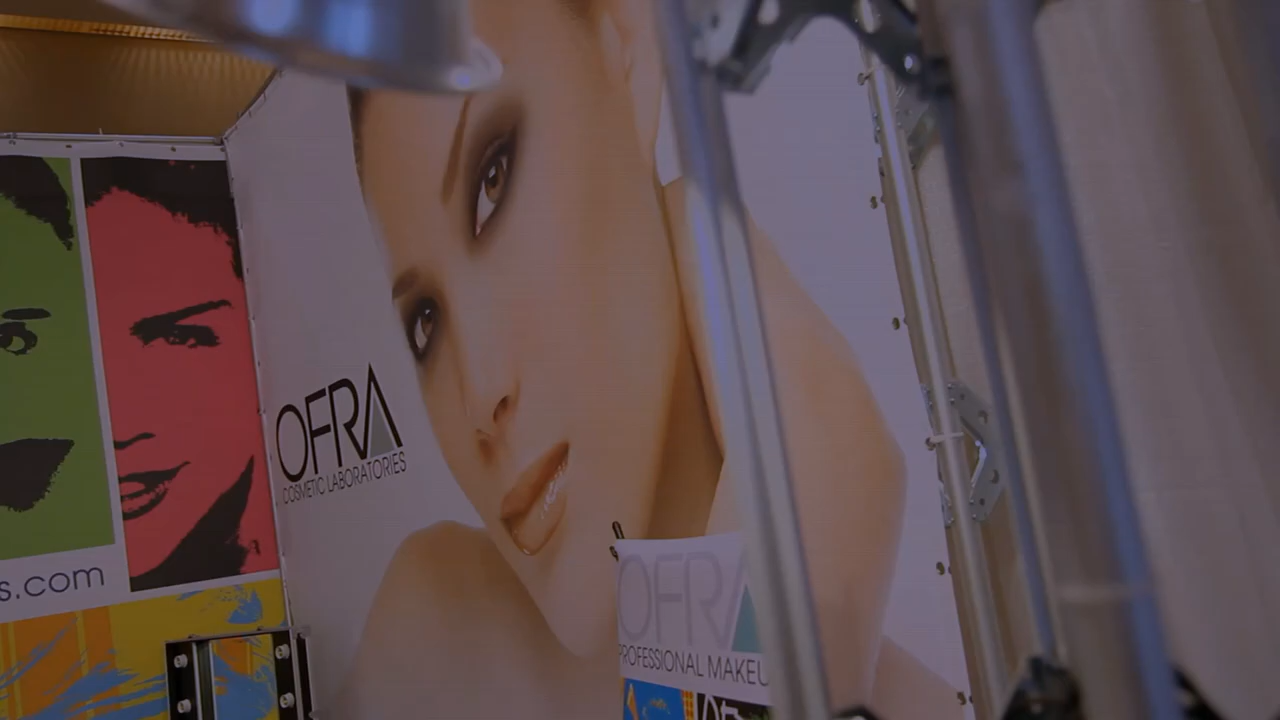 OFRA
COSMETIC LABORATORIES
s.com
OFRA
PROFESSIONAL MAKEU